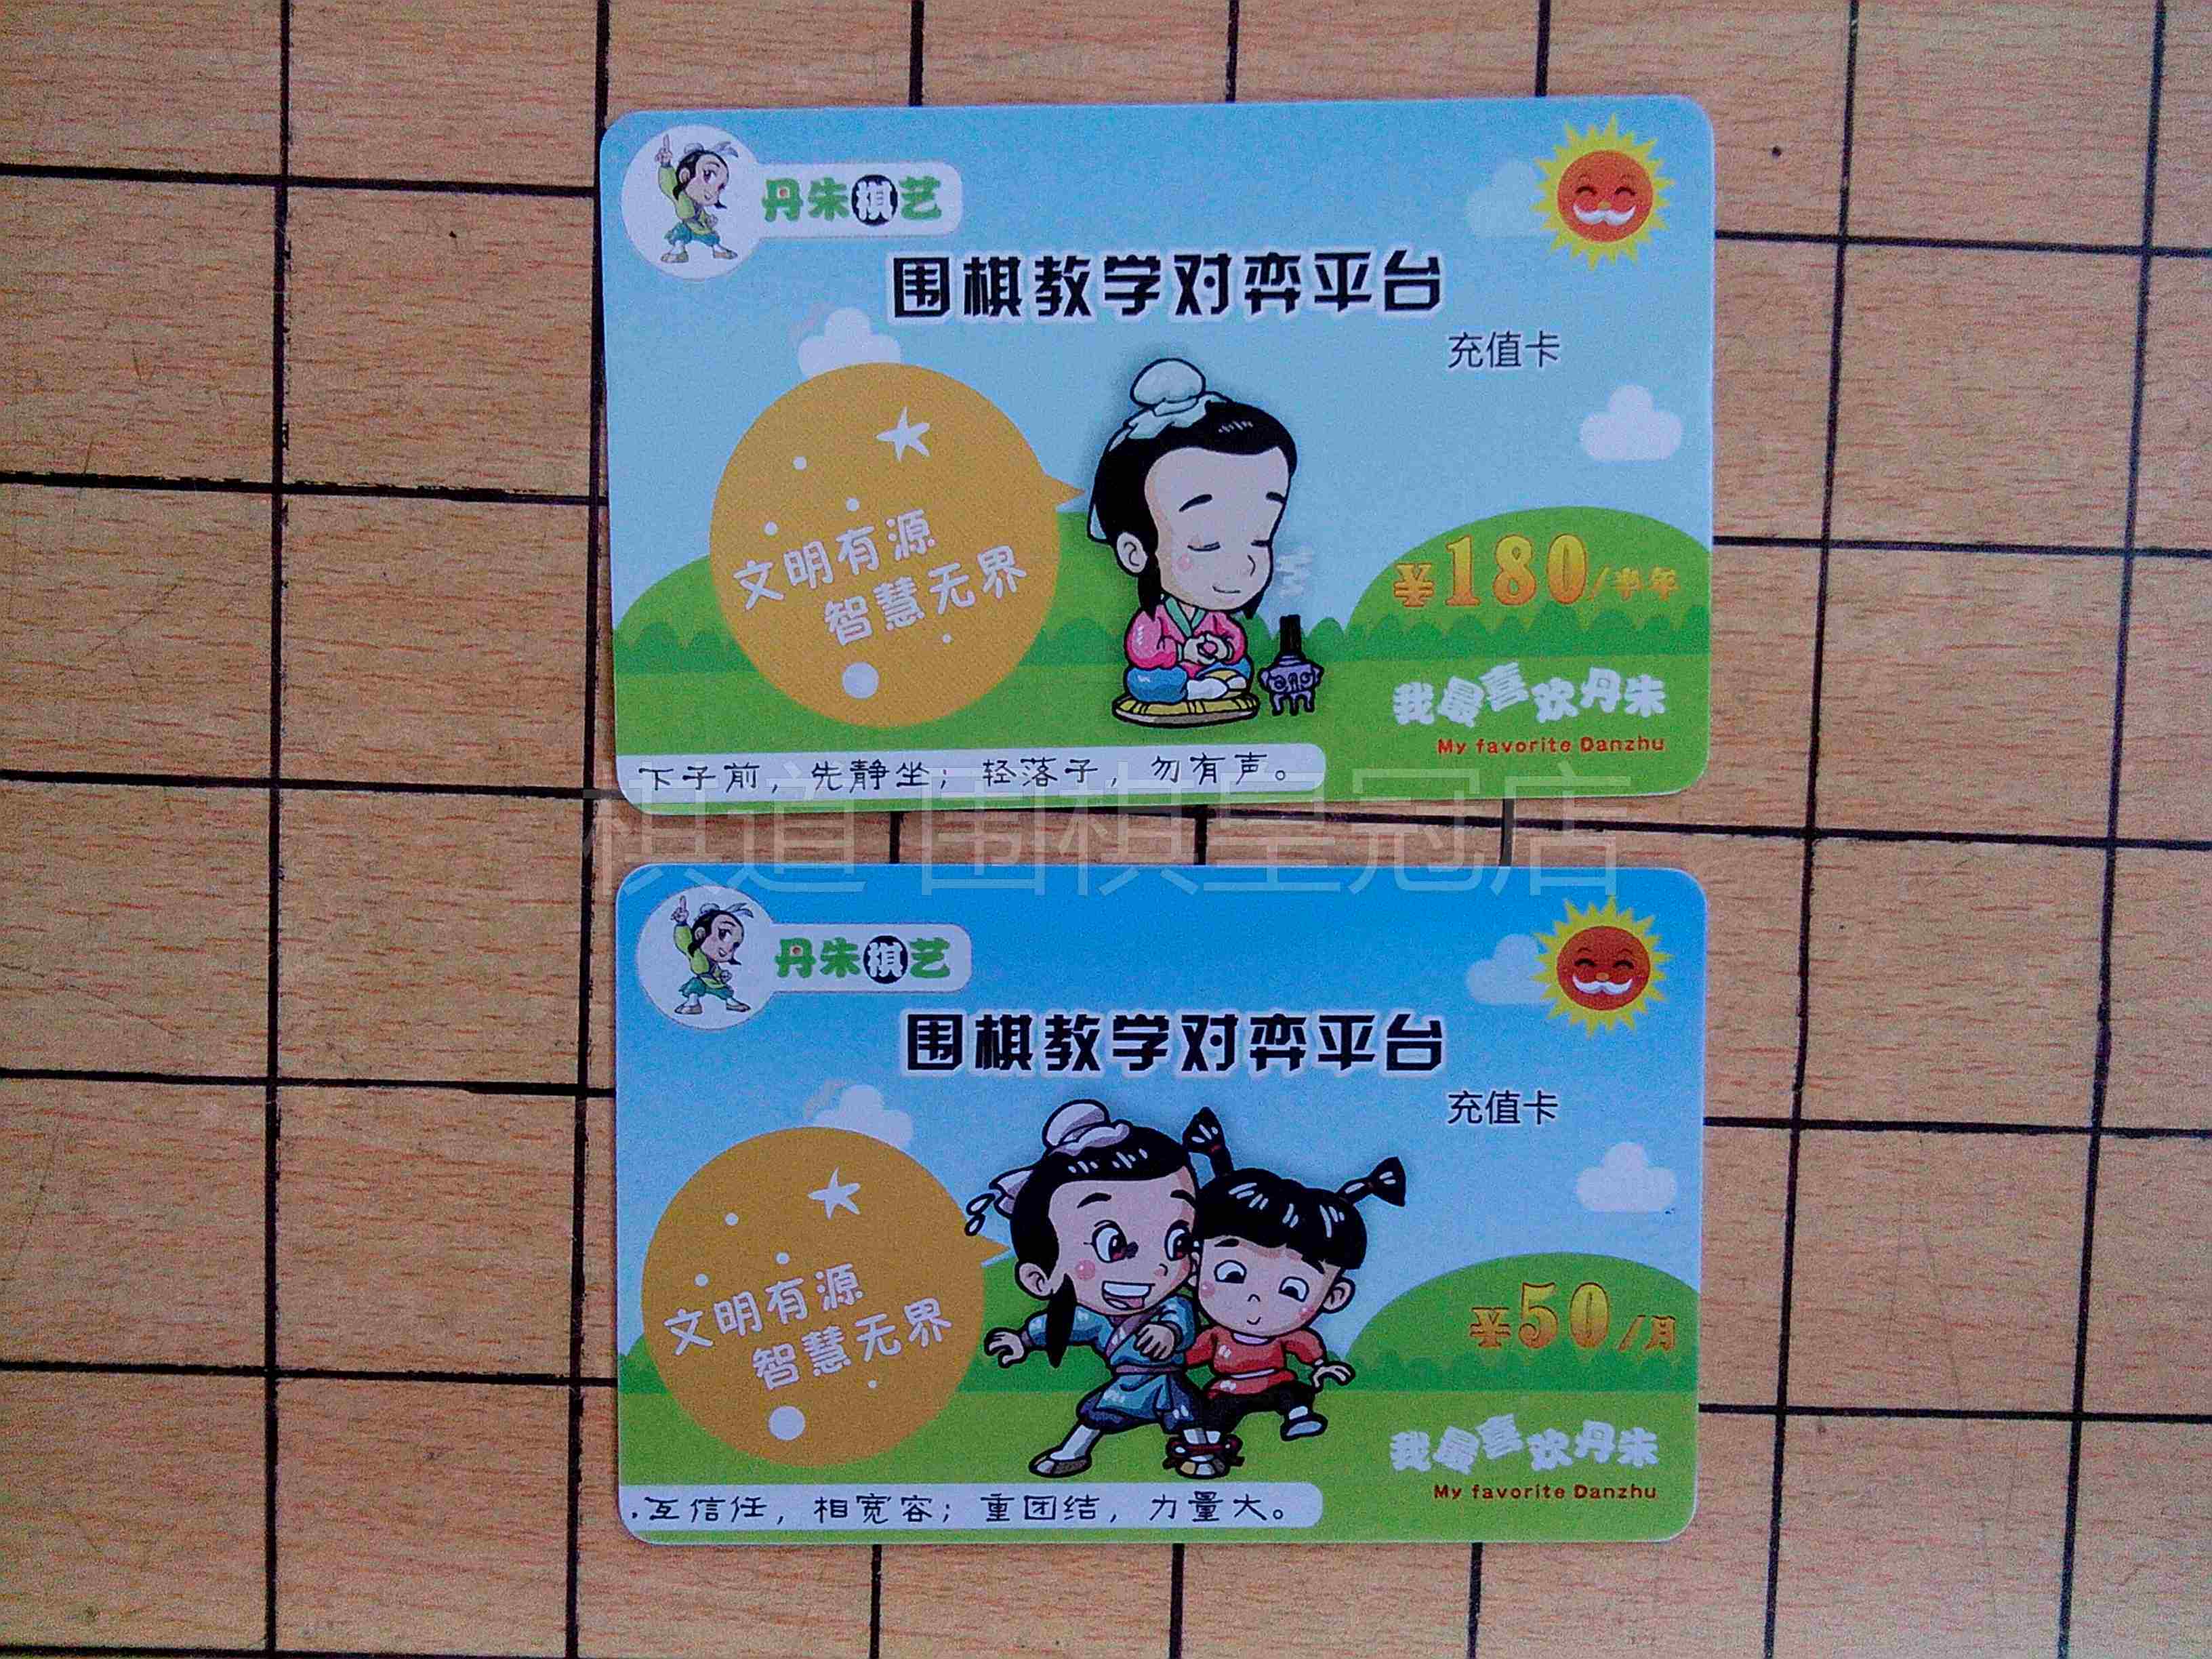 丹朱棋艺
围棋教学对弈平台
充值卡
文明有源
智慧无界
¥180/半年
我最喜欢丹朱
My favorite Danzhu
下子前，先静坐；轻落子，勿有声。
棋道 围棋皇冠店
丹朱棋艺
围棋教学对弈平台
充值卡
文明有源
智慧无界
¥50/月
我最喜欢丹朱
My favorite Danzhu
互信任，相宽容；重团结，力量大。